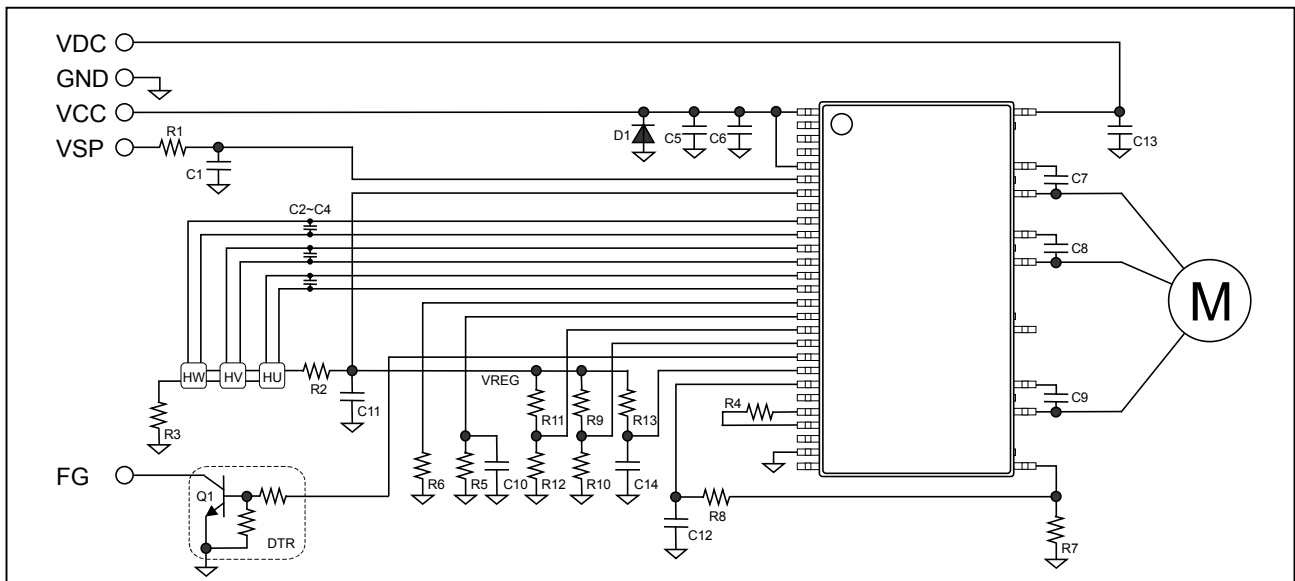 VDC
GND
VCC
VSP
R1
C1
D1
C5
C6
C13
C7
C2~C4
C8
M
HW
HV
HU
R2
VREG
C11
R11
R9
R13
R4
C9
R3
FG
Q1
DTR
R6
R5
C10
R12
R10
C14
R8
C12
R7